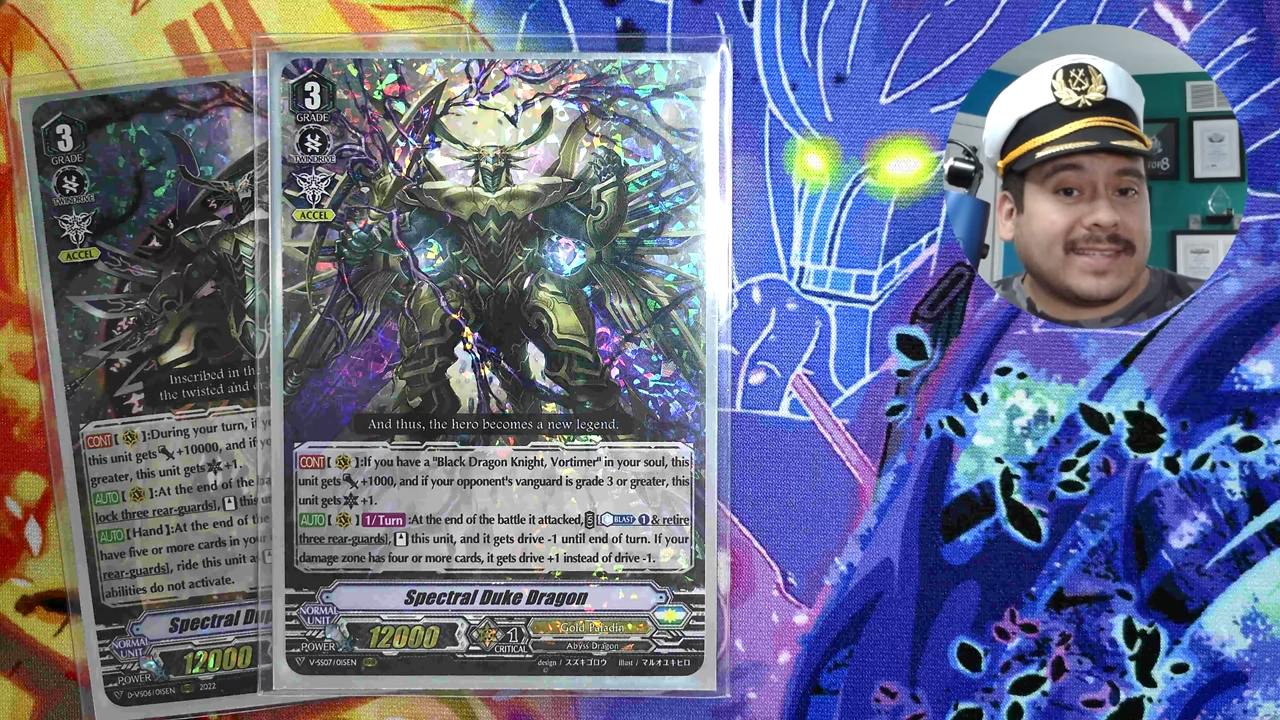 3
GRADE
TWINDRIVE
ACCEL
Inscribed in the
the twisted and
CONT [ ]:During your turn, if
this unit gets +10000, and if yo
greater, this unit gets +1.
AUTO [ ]:At the end of the ba
lock three rear-guards], this u
AUTO [Hand]:At the end of the
have five or more cards in your
rear-guards], ride this unit as
abilities do not activate.
Spectral Du
NORMAL
UNIT
POWER
12000
D-VS06/015EN
2022
3
GRADE
TWINDRIVE
ACCEL
And thus, the hero becomes a new legend.
CONT [ ]:If you have a "Black Dragon Knight, Vortimer" in your soul, this
unit gets +1000, and if your opponent's vanguard is grade 3 or greater, this
unit gets +1.
AUTO [ ] 1/Turn :At the end of the battle it attacked, [ BLAST 1 & retire
three rear-guards], this unit, and it gets drive -1 until end of turn. If your
damage zone has four or more cards, it gets drive +1 instead of drive -1.
Spectral Duke Dragon
NORMAL
UNIT
POWER
12000
1
CRITICAL
Gold Paladin
Abyss Dragon
V-SS07/015EN
design / スズキゴロウ illust / マルオユキヒロ